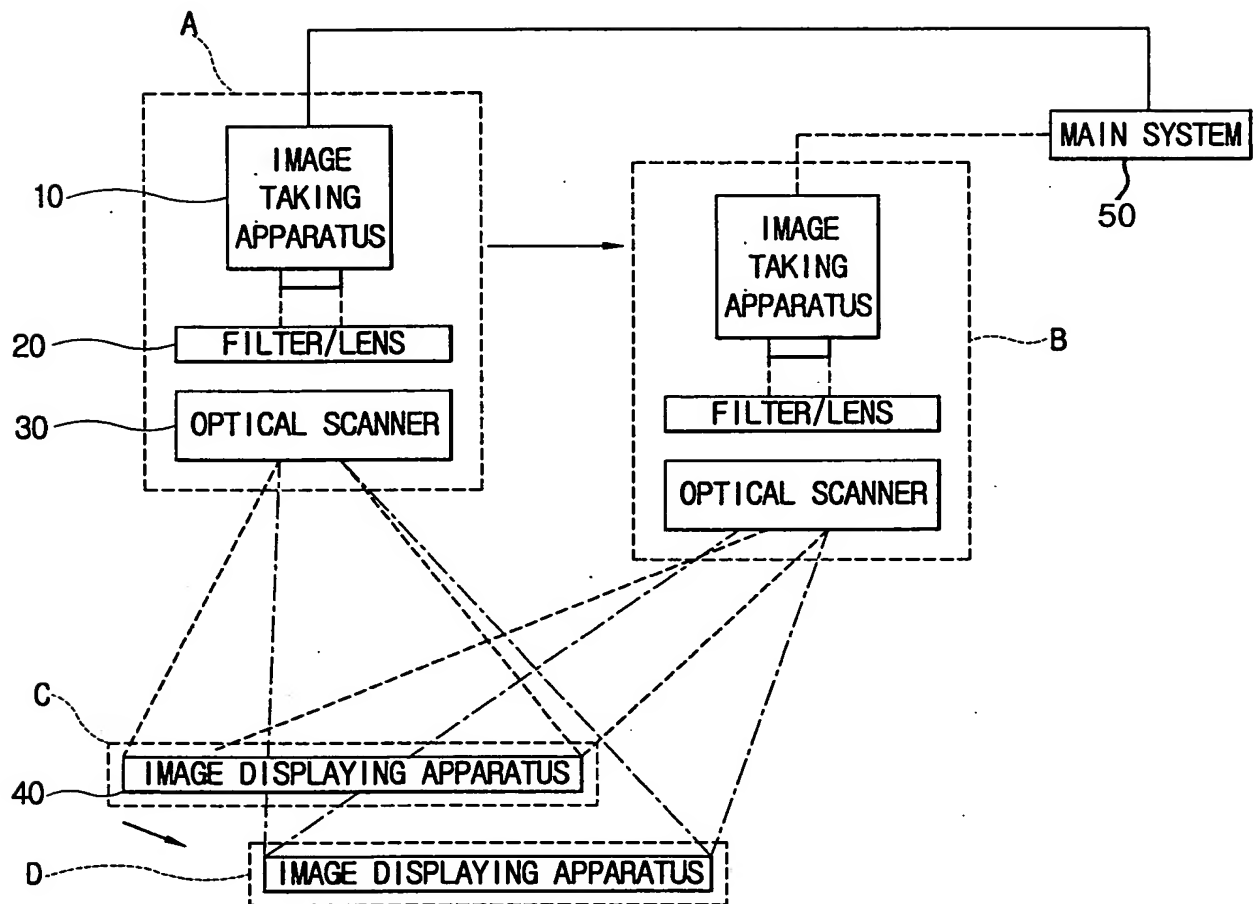 A
IMAGE
TAKING
APPARATUS
10
FILTER/LENS
20
OPTICAL SCANNER
30
MAIN SYSTEM
50
IMAGE
TAKING
APPARATUS
B
FILTER/LENS
OPTICAL SCANNER
C
IMAGE DISPLAYING APPARATUS
40
D
IMAGE DISPLAYING APPARATUS